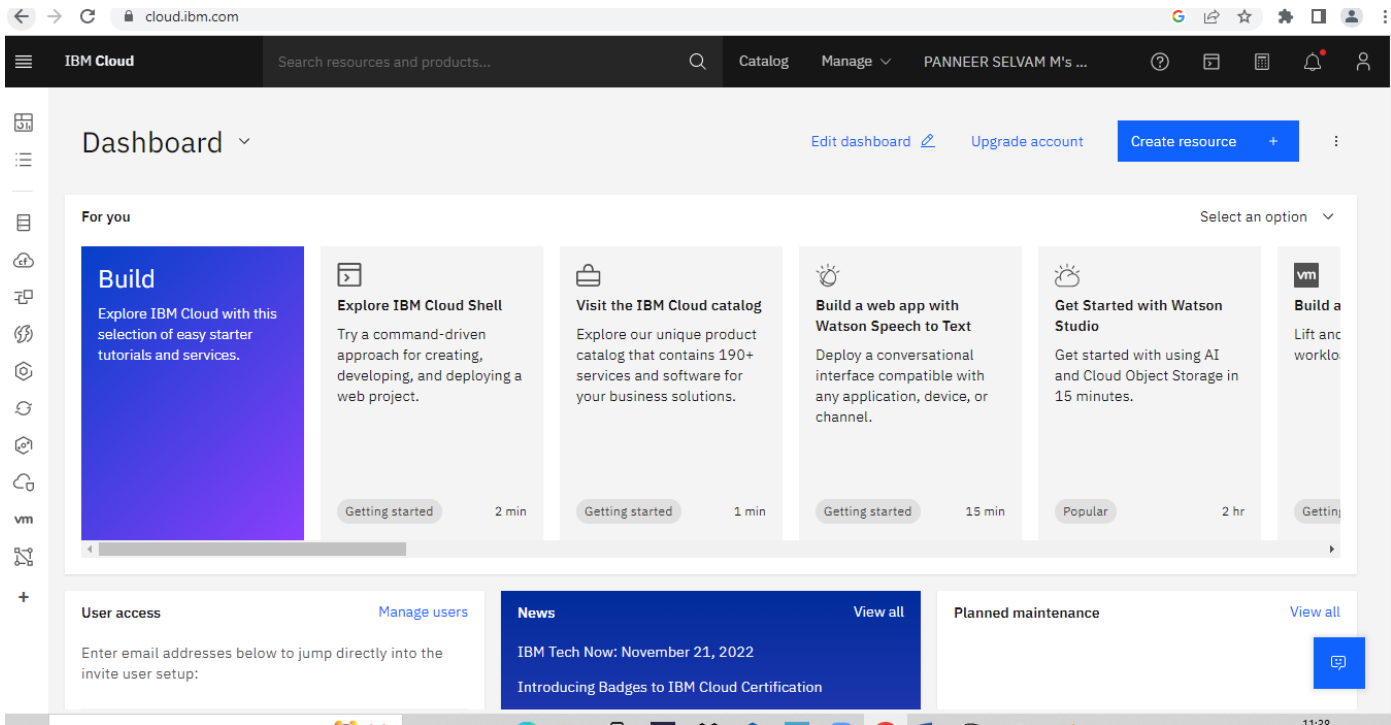 cloud.ibm.com
IBM Cloud
Search resources and products...
Catalog
Manage
PANNEER SELVAM M's ...
Dashboard
Edit dashboard
Upgrade account
Create resource +
For you
Select an option
Build
Explore IBM Cloud with this
selection of easy starter
tutorials and services.
Explore IBM Cloud Shell
Try a command-driven
approach for creating,
developing, and deploying a
web project.
Getting started
2 min
Visit the IBM Cloud catalog
Explore our unique product
catalog that contains 190+
services and software for
your business solutions.
Getting started
1 min
Build a web app with
Watson Speech to Text
Deploy a conversational
interface compatible with
any application, device, or
channel.
Getting started
15 min
Get Started with Watson
Studio
Get started with using AI
and Cloud Object Storage in
15 minutes.
Popular
2 hr
vm
Build a
Lift and
worklo
Getting
vm
User access
Manage users
Enter email addresses below to jump directly into the
invite user setup:
News
View all
IBM Tech Now: November 21, 2022
Introducing Badges to IBM Cloud Certification
Planned maintenance
View all